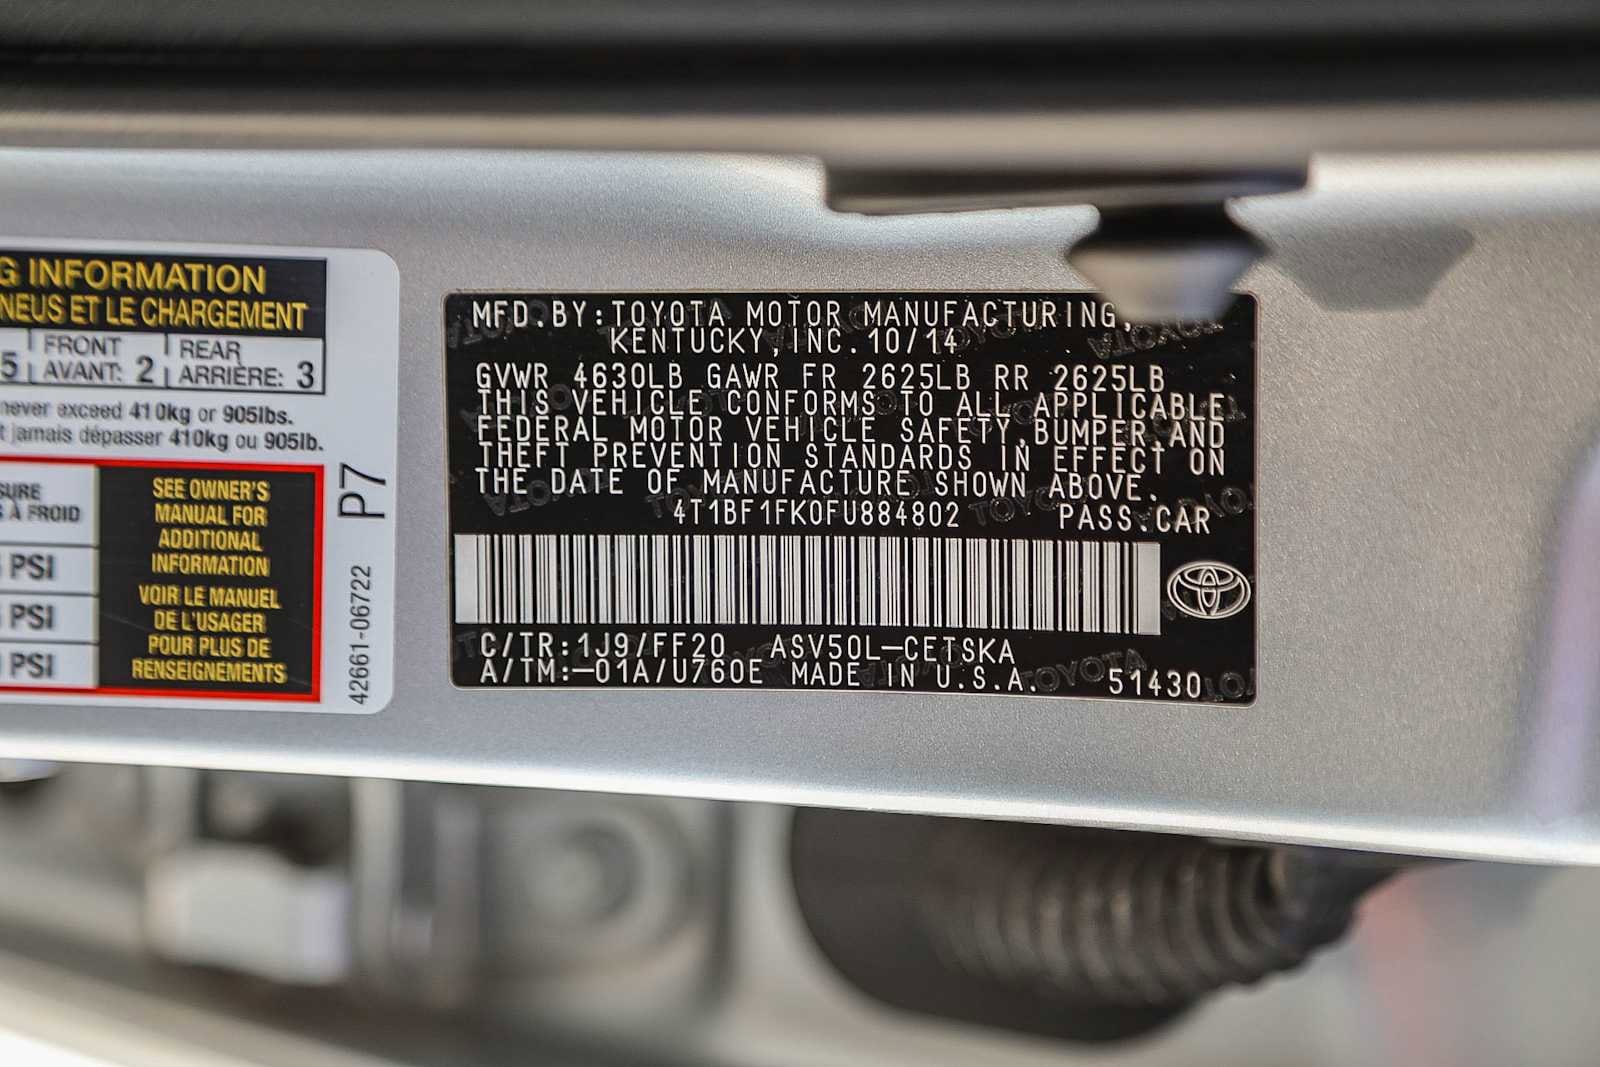 G INFORMATION
NEUS ET LE CHARGEMENT
5 FRONT AVANT: 2 REAR ARRIÈRE: 3
never exceed 410kg or 905lbs.
t jamais dépasser 410kg ou 905lb.
SURE
À FROID
PSI
PSI
PSI
SEE OWNER'S
MANUAL FOR
ADDITIONAL
INFORMATION
VOIR LE MANUEL
DE L'USAGER
POUR PLUS DE
RENSEIGNEMENTS
P7
42661-06722
MFD.BY:TOYOTA MOTOR MANUFACTURING,
KENTUCKY,INC.10/14
GVWR 4630LB GAWR FR 2625LB RR 2625LB
THIS VEHICLE CONFORMS TO ALL APPLICABLE
FEDERAL MOTOR VEHICLE SAFETY,BUMPER,AND
THEFT PREVENTION STANDARDS IN EFFECT ON
THE DATE OF MANUFACTURE SHOWN ABOVE.
4T1BF1FK0FU884802 PASS.CAR
C/TR:1J9/FF20 ASV50L-CETSKA
A/TM:-01A/U760E MADE IN U.S.A. 51430